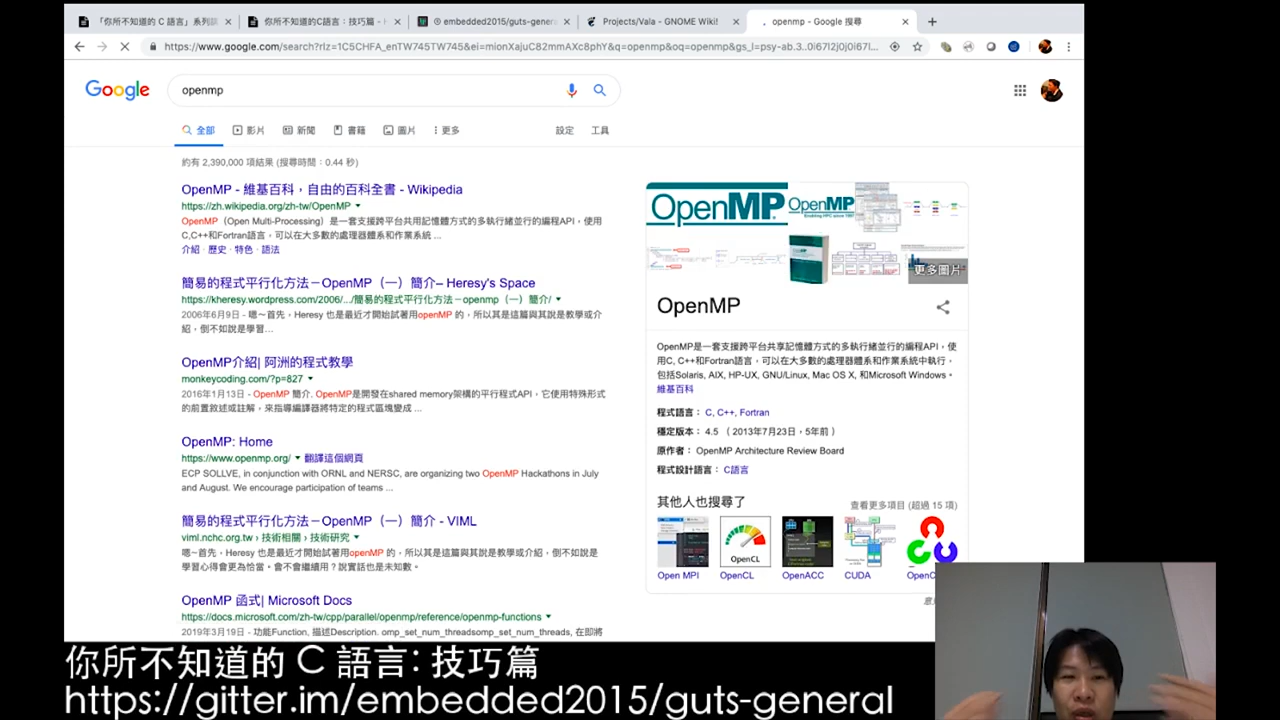 「你所不知道的 C 語言」系列講
你所不知道的C語言：技巧篇 - H
embedded2015/guts-genera
Projects/Vala - GNOME Wiki!
openmp - Google 搜尋
https://www.google.com/search?rlz=1C5CHFA_enTW745TW745&ei=mionXajuC82mmAXc8phY&q=openmp&oq=openmp&gs_l=psy-ab.3..0i67l2j0j0i67l...
Google
openmp
全部 影片 新聞 書籍 圖片 更多 設定 工具
約有 2,390,000 項結果 (搜尋時間：0.44 秒)
OpenMP - 維基百科，自由的百科全書 - Wikipedia
https://zh.wikipedia.org/zh-tw/OpenMP
OpenMP（Open Multi-Processing）是一套支援跨平台共用記憶體方式的多執行緒並行的編程API，使用
C,C++和Fortran語言，可以在大多數的處理器體系和作業系統 ...
介紹 · 歷史 · 特色 · 語法
簡易的程式平行化方法－OpenMP（一）簡介– Heresy's Space
https://kheresy.wordpress.com/2006/.../簡易的程式平行化方法－openmp（一）簡介/
2006年6月9日 - 嗯～首先，Heresy 也是最近才開始試著用openMP 的，所以其是這篇與其說是教學或介
紹，倒不如說是學習...
OpenMP介紹| 阿洲的程式教學
monkeycoding.com/?p=827
2016年1月13日 - OpenMP 簡介. OpenMP是開發在shared memory架構的平行程式API，它使用特殊形式
的前置敘述或註解，來指導編譯器將特定的程式區塊變成 ...
OpenMP: Home
https://www.openmp.org/ 翻譯這個網頁
ECP SOLLVE, in conjunction with ORNL and NERSC, are organizing two OpenMP Hackathons in July
and August. We encourage participation of teams ...
簡易的程式平行化方法－OpenMP（一）簡介 - VIML
viml.nchc.org.tw › 技術相關 › 技術研究
嗯～首先，Heresy 也是最近才開始試著用openMP 的，所以其是這篇與其說是教學或介紹，倒不如說是
學習心得會更為恰當。會不會繼續用？說實話也是未知數。
OpenMP 函式| Microsoft Docs
https://docs.microsoft.com/zh-tw/cpp/parallel/openmp/reference/openmp-functions
2019年3月19日 - 功能Function, 描述Description. omp_set_num_threadsomp_set_num_threads, 在即將
OpenMP
OpenMP
Enabling HPC since 1997
更多圖片
OpenMP
OpenMP是一套支援跨平台共享記憶體方式的多執行緒並行的編程API，使
用C, C++和Fortran語言，可以在大多數的處理器體系和作業系統中執行，
包括Solaris, AIX, HP-UX, GNU/Linux, Mac OS X, 和Microsoft Windows。
維基百科
程式語言： C, C++, Fortran
穩定版本： 4.5 （2013年7月23日，5年前）
原作者： OpenMP Architecture Review Board
程式設計語言： C語言
其他人也搜尋了
查看更多項目 (超過 15 項)
OpenCL
Open MPI
OpenCL
OpenACC
CUDA
OpenC
你所不知道的 C 語言: 技巧篇
https://gitter.im/embedded2015/guts-general